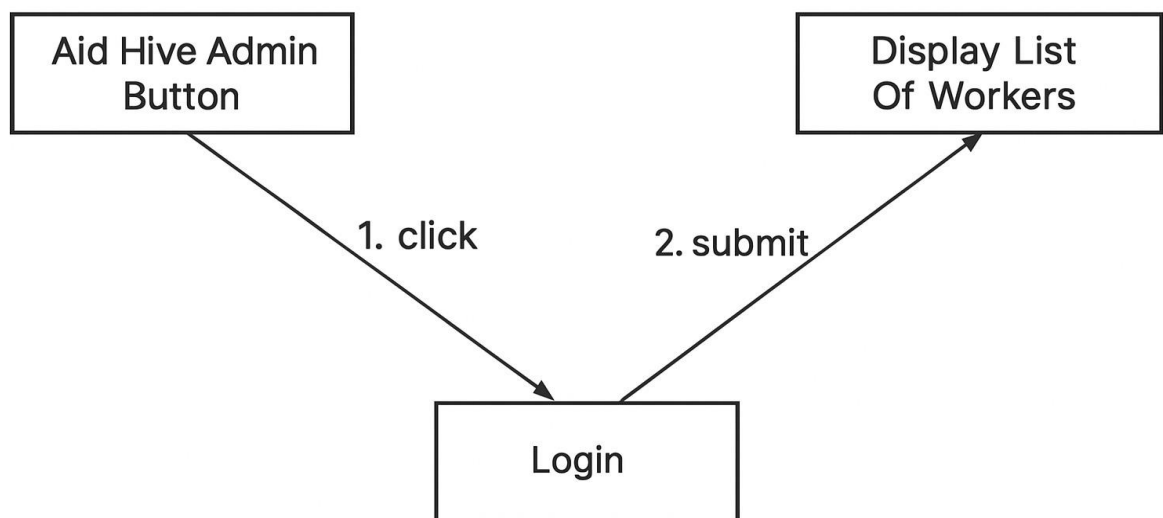 Aid Hive Admin
Button
Display List
Of Workers
1. click
2. submit
Login